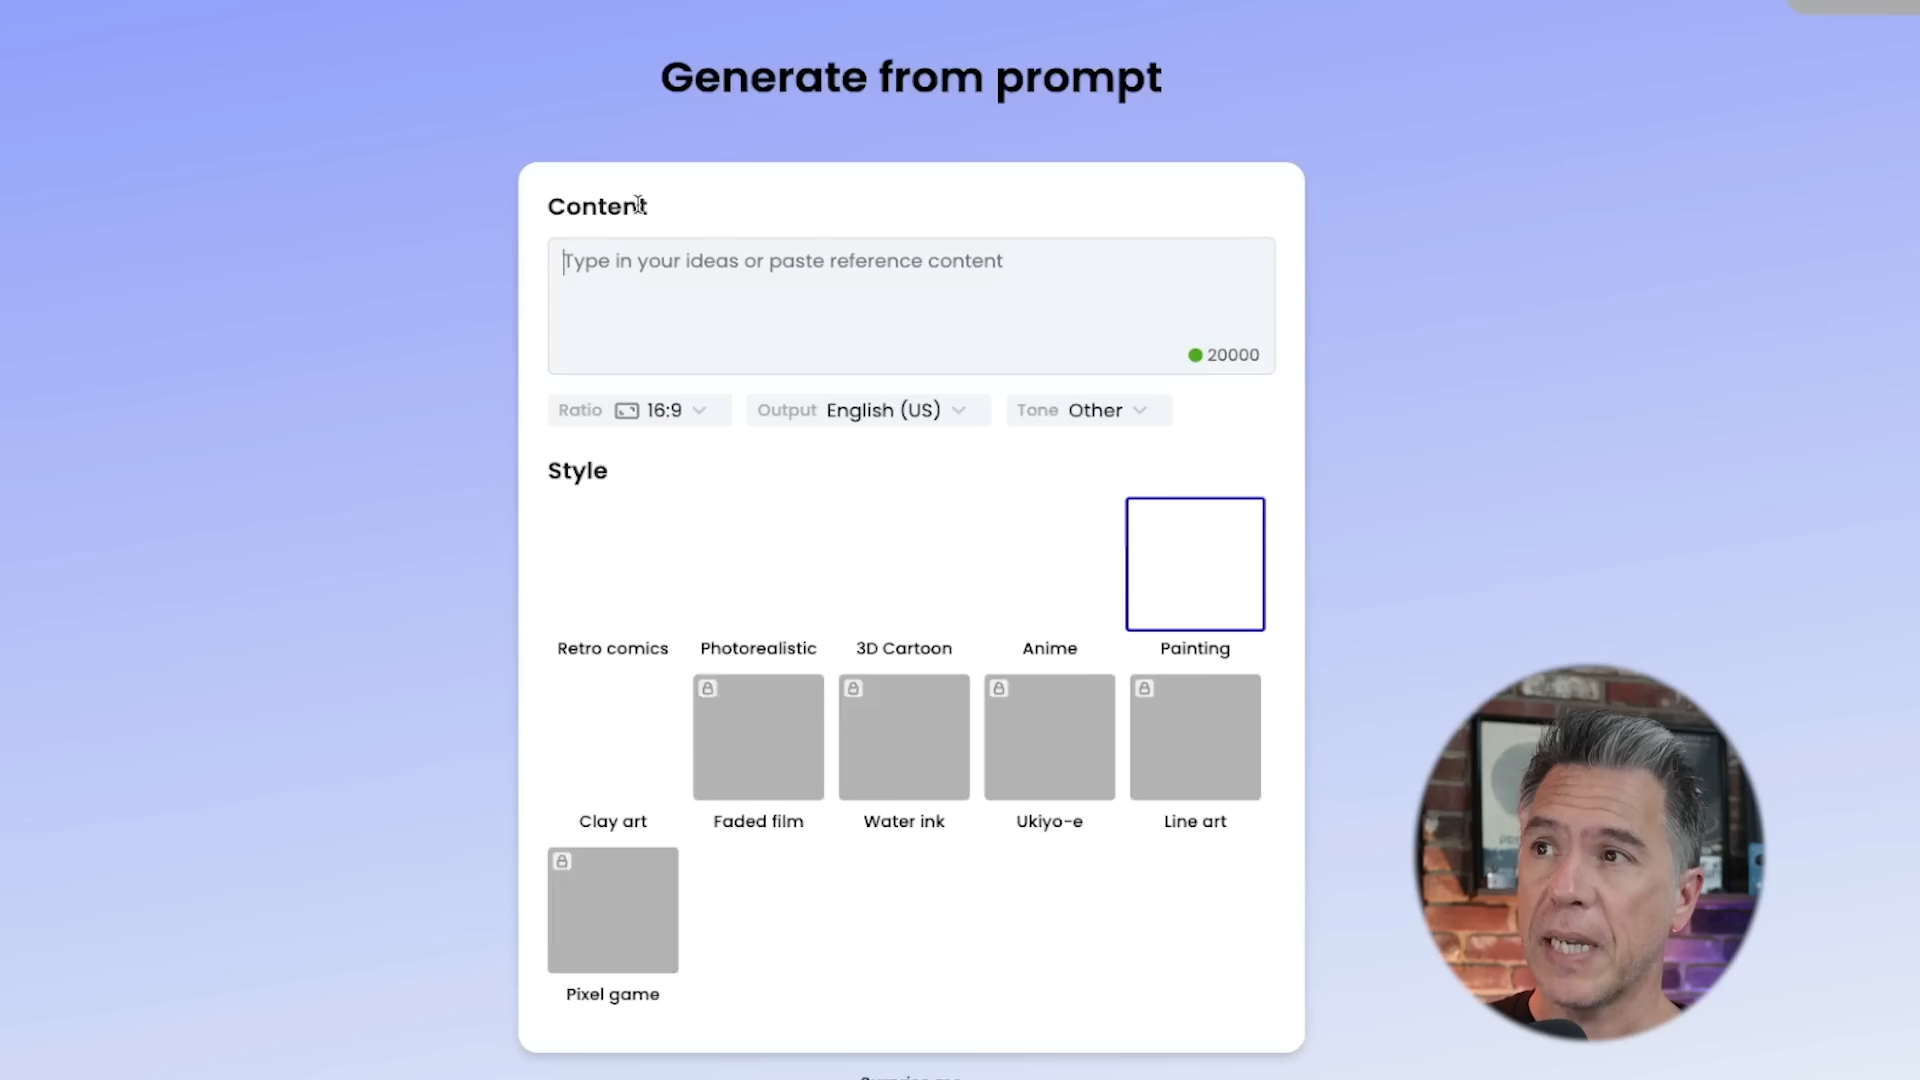 Generate from prompt
Content
Type in your ideas or paste reference content
20000
Ratio 16:9 Output English (US) Tone Other
Style
Retro comics Photorealistic 3D Cartoon Anime Painting
Clay art Faded film Water ink Ukiyo-e Line art
Pixel game